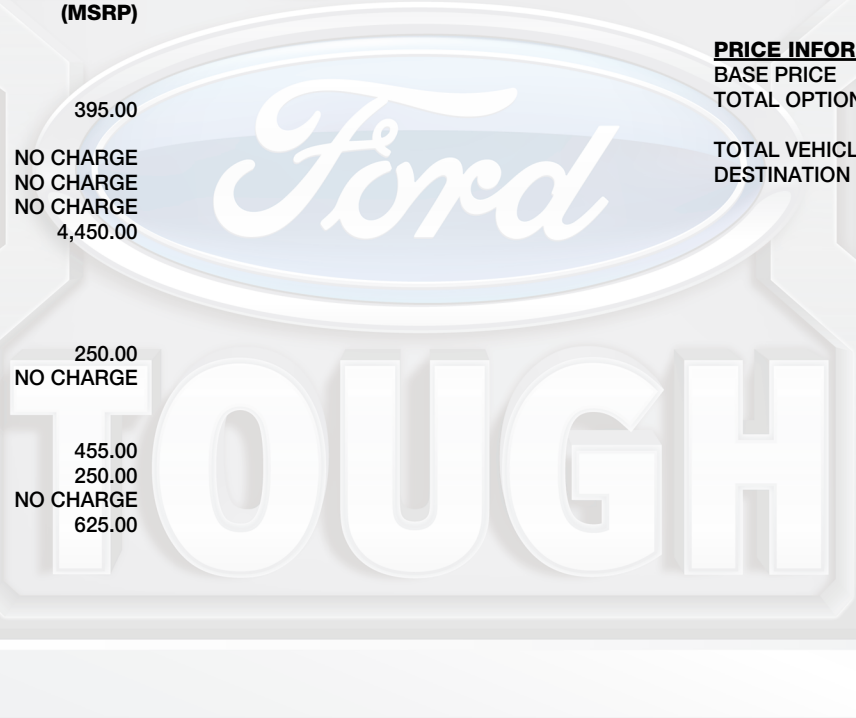 (MSRP)
395.00
NO CHARGE
NO CHARGE
NO CHARGE
4,450.00
250.00
NO CHARGE
455.00
250.00
NO CHARGE
625.00
PRICE INFOR
BASE PRICE
TOTAL OPTION
TOTAL VEHICL
DESTINATION
Ford
TOUGH